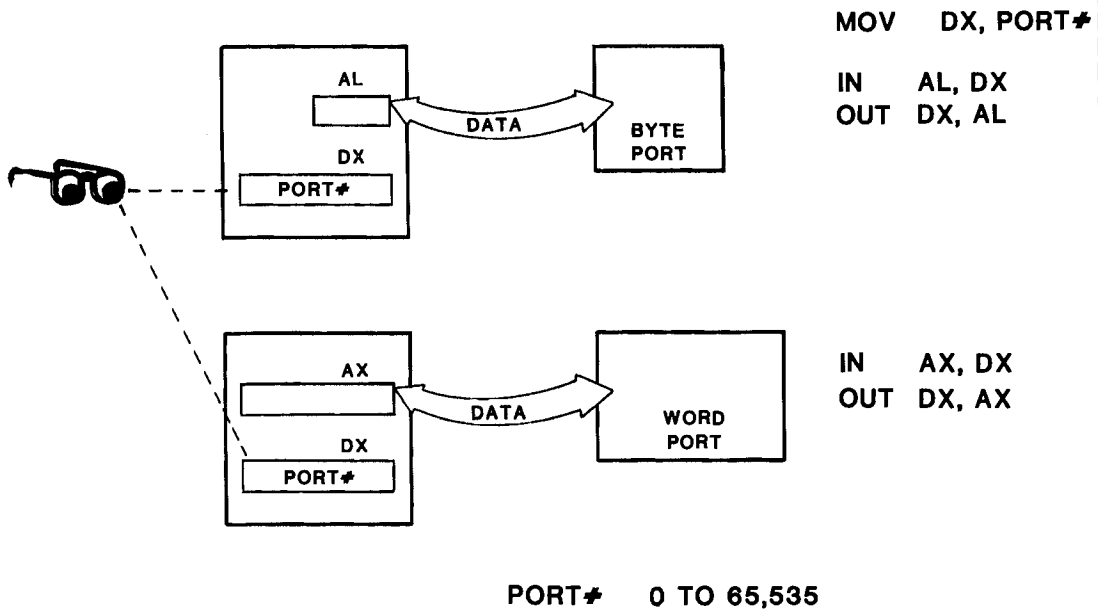 MOV DX, PORT#
AL
IN AL, DX
DATA
OUT DX, AL
BYTE
PORT
DX
PORT#
AX
IN AX, DX
DATA
OUT DX, AX
WORD
PORT
DX
PORT#
PORT# 0 TO 65,535